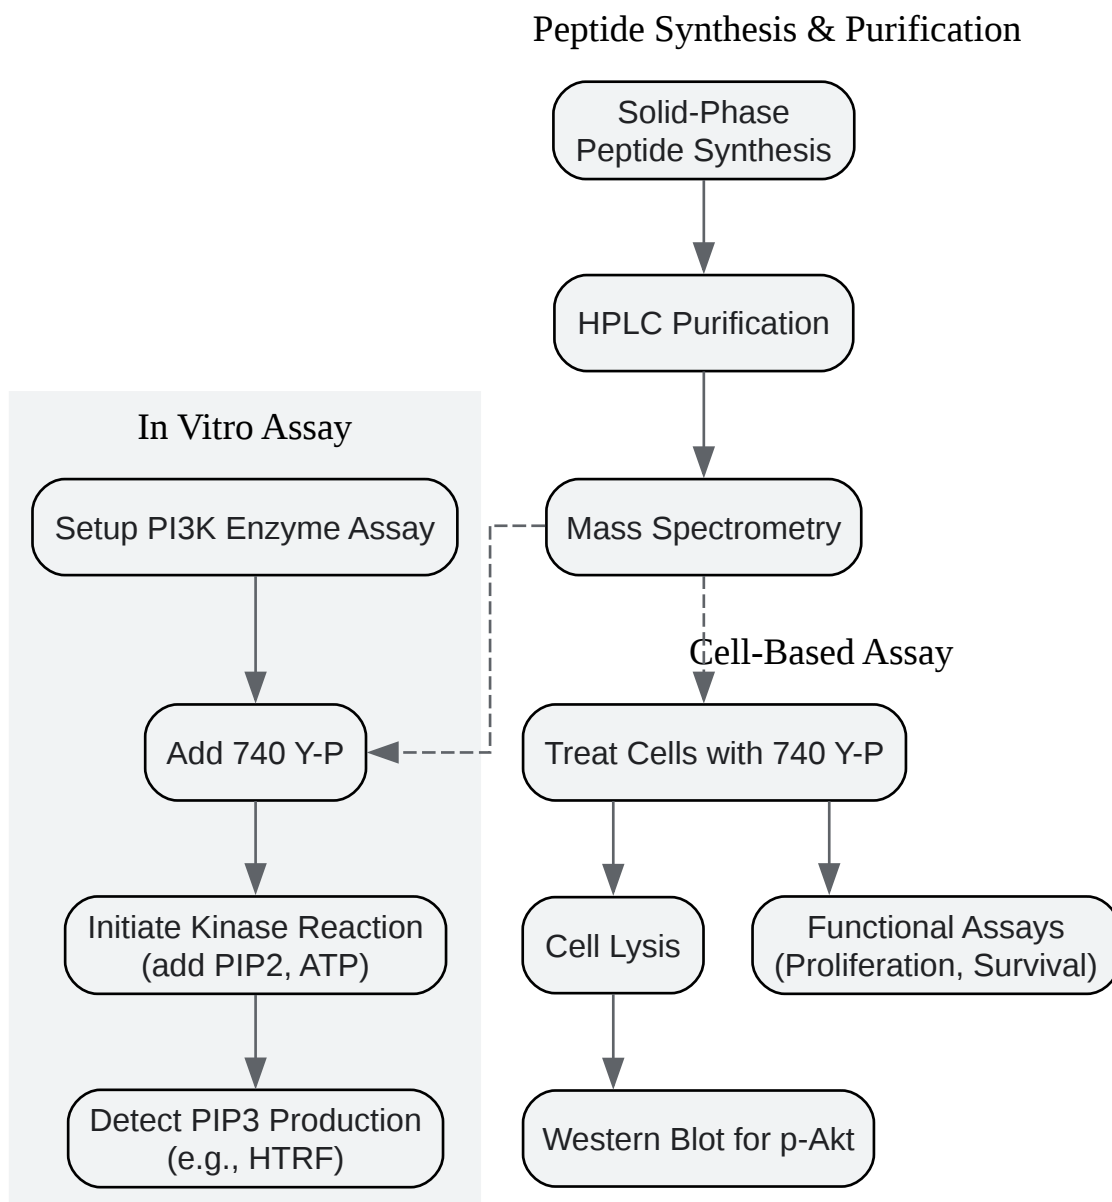 Peptide Synthesis & Purification
Solid-Phase
Peptide Synthesis
HPLC Purification
In Vitro Assay
Setup PI3K Enzyme Assay
Mass Spectrometry
Cell-Based Assay
Add 740 Y-P
Treat Cells with 740 Y-P
Initiate Kinase Reaction
(add PIP2, ATP)
Cell Lysis
Functional Assays
(Proliferation, Survival)
Detect PIP3 Production
(e.g., HTRF)
Western Blot for p-Akt